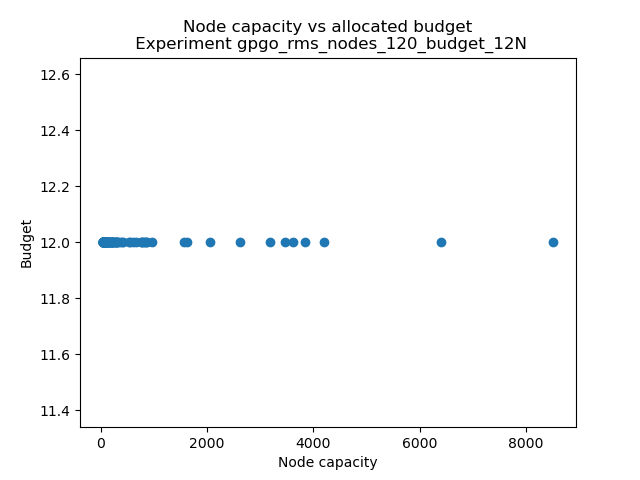 Node capacity vs allocated budget
Experiment gpgo_rms_nodes_120_budget_12N
12.6
12.4
12.2
12.0
11.8
11.6
11.4
Budget
0 2000 4000 6000 8000
Node capacity